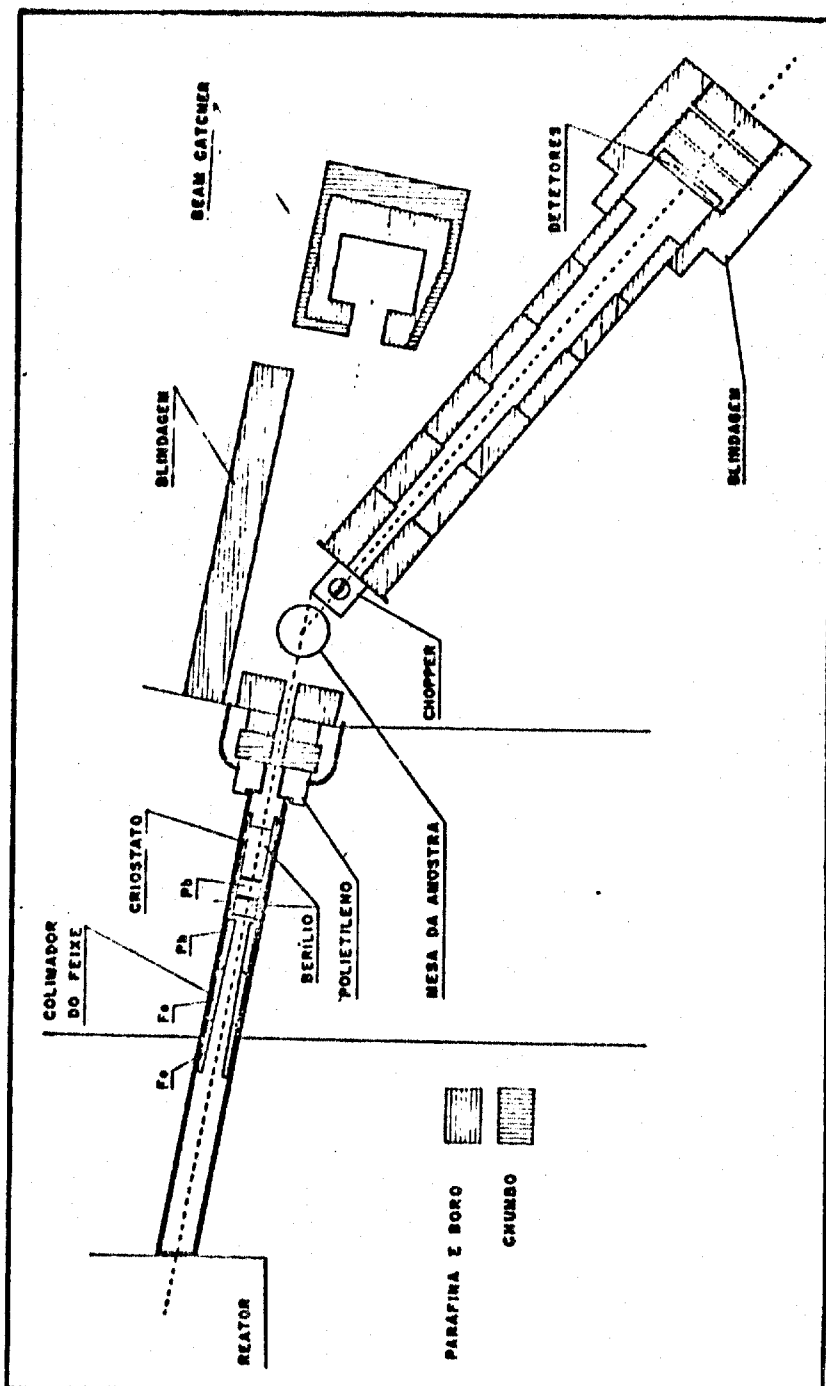 REATOR
COLIMADOR
DO FEIXE
Fe
Fe
Pb
Pb
CRIOSTATO
BERÍLIO
POLIETILENO
MESA DA AMOSTRA
CHOPPER
BLINDAGEM
BEAM CATCHER
DETETORES
BLINDAGEM
PARAFINA E BORO
CHUMBO